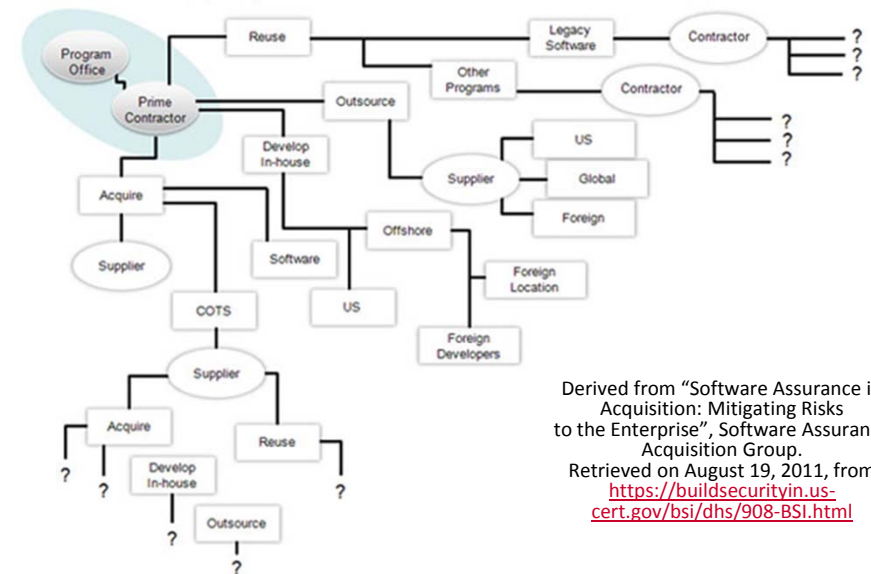 Reuse
Legacy
Software
Contractor
?
?
?
Program
Office
Other
Programs
Contractor
Prime
Contractor
Outsource
?
?
?
Develop
In-house
US
Supplier
Global
Acquire
Foreign
Offshore
Supplier
Software
Foreign
Location
COTS
US
Foreign
Developers
Supplier
Acquire
Reuse
?
?
Develop
In-house
?
Outsource
?
?
Derived from “Software Assurance i
Acquisition: Mitigating Risks
to the Enterprise”, Software Assuran
Acquisition Group.
Retrieved on August 19, 2011, from
https://buildsecurityin.us-
cert.gov/bsi/dhs/908-BSI.html